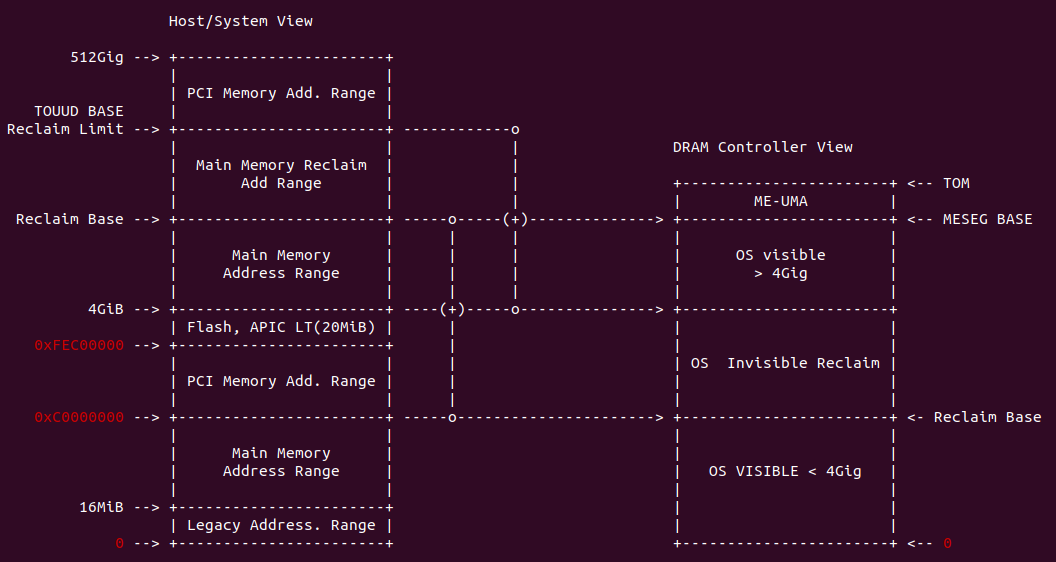 Host/System View

       512Gig --> +-----------------------+
                  |                       |
                  | PCI Memory Add. Range |
   TOUUD BASE     |                       |
Reclaim Limit --> +-----------------------+ ------------o
                  |                       |             |                 DRAM Controller View
                  |  Main Memory Reclaim  |             |
                  |       Add Range       |             |                 +-----------------------+ <-- TOM
                  |                       |             |                 |        ME-UMA         |
 Reclaim Base --> +-----------------------+ -----o-----(+)--------------> +-----------------------+ <-- MESEG BASE
                  |                       |      |      |                 |                       |
                  |      Main Memory      |      |      |                 |      OS visible       |
                  |     Address Range     |      |      |                 |        > 4Gig         |
                  |                       |      |      |                 |                       |
         4GiB --> +-----------------------+ ----(+)-----o---------------> +-----------------------+
                  | Flash, APIC LT(20MiB) |      |                        |                       |
   0xFEC00000 --> +-----------------------+      |                        |                       |
                  |                       |      |                        | OS  Invisible Reclaim |
                  | PCI Memory Add. Range |      |                        |                       |
                  |                       |      |                        |                       |
   0xC0000000 --> +-----------------------+ -----o----------------------> +-----------------------+ <- Reclaim Base
                  |                       |                               |                       |
                  |      Main Memory      |                               |                       |
                  |     Address Range     |                               |   OS VISIBLE < 4Gig   |
                  |                       |                               |                       |
        16MiB --> +-----------------------+                               |                       |
                  | Legacy Address. Range |                               |                       |
            0 --> +-----------------------+                               +-----------------------+ <-- 0